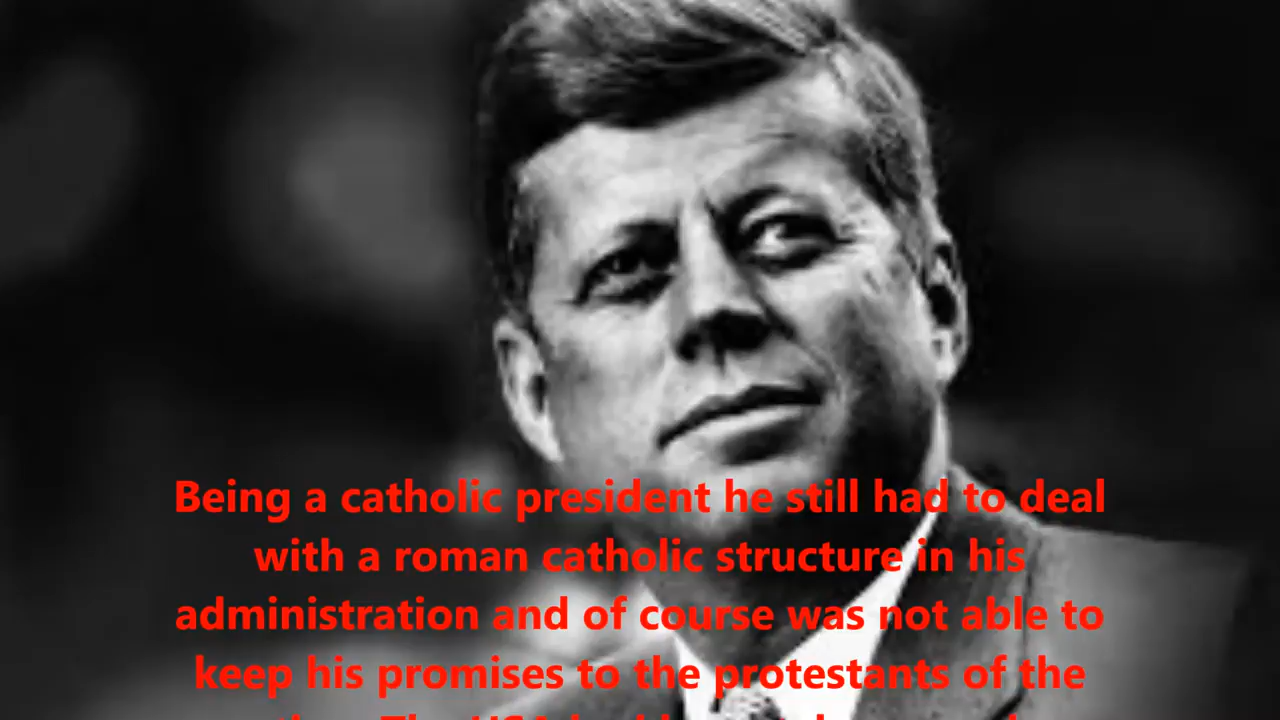 Being a catholic president he still had to deal
with a roman catholic structure in his
administration and of course was not able to
keep his promises to the protestants of the